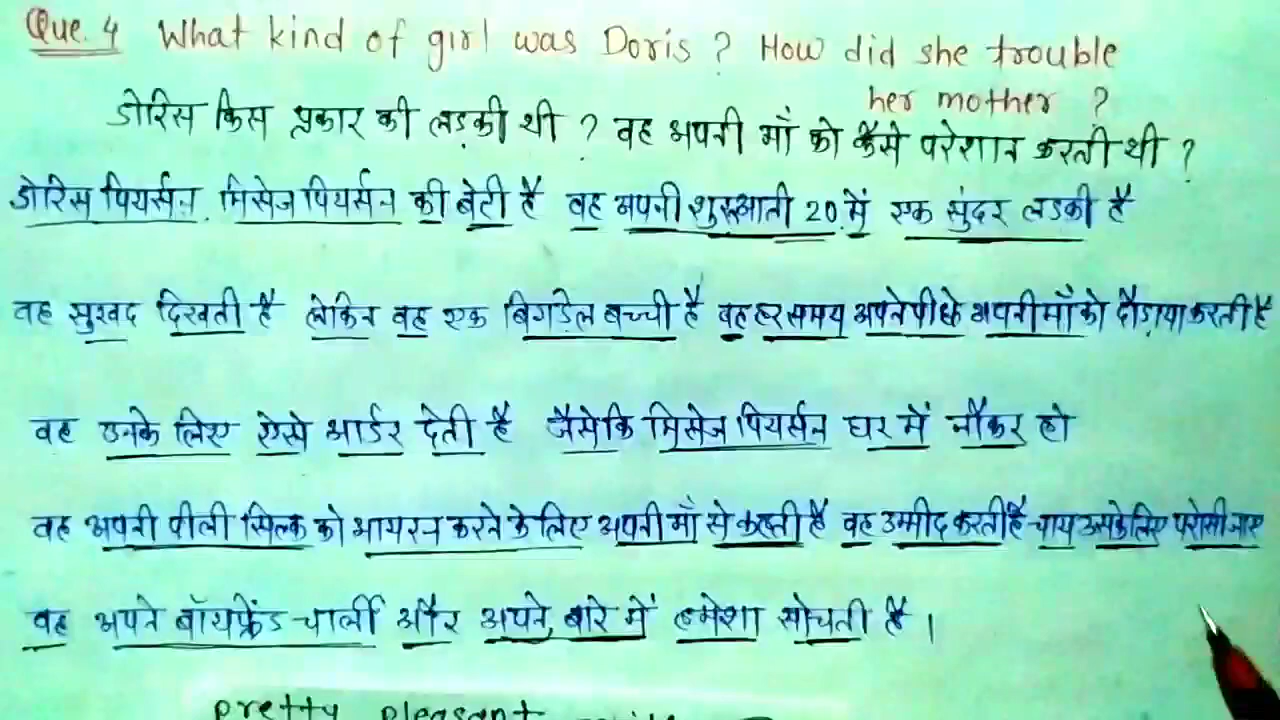 Que. 4 What kind of girl was Doris ? How did she trouble
her mother ?
डोरिस किस प्रकार की लड़की थी ? वह अपनी माँ को कैसे परेशान करती थी ?
डोरिस पियर्सन, मिसेज पियर्सन की बेटी है वह अपनी शुरुआती 20 में एक सुंदर लडकी है
वह सुखद दिखती है लेकिन वह एक बिगडैल बच्ची है वह हर समय अपने पीछे अपनी माँ को दौड़ाया करती है
वह उनके लिए ऐसे आर्डर देती है जैसेकि मिसेज पियर्सन घर में नौकर हो
वह अपनी पीली सिल्क को आयरन करने के लिए अपनी माँ से कहती है वह उम्मीद करती है चाय उसके लिए परोसी जाए
वह अपने बॉयफ्रेंड चार्ली और अपने बारे में हमेशा सोचती है ।
pretty pleasant